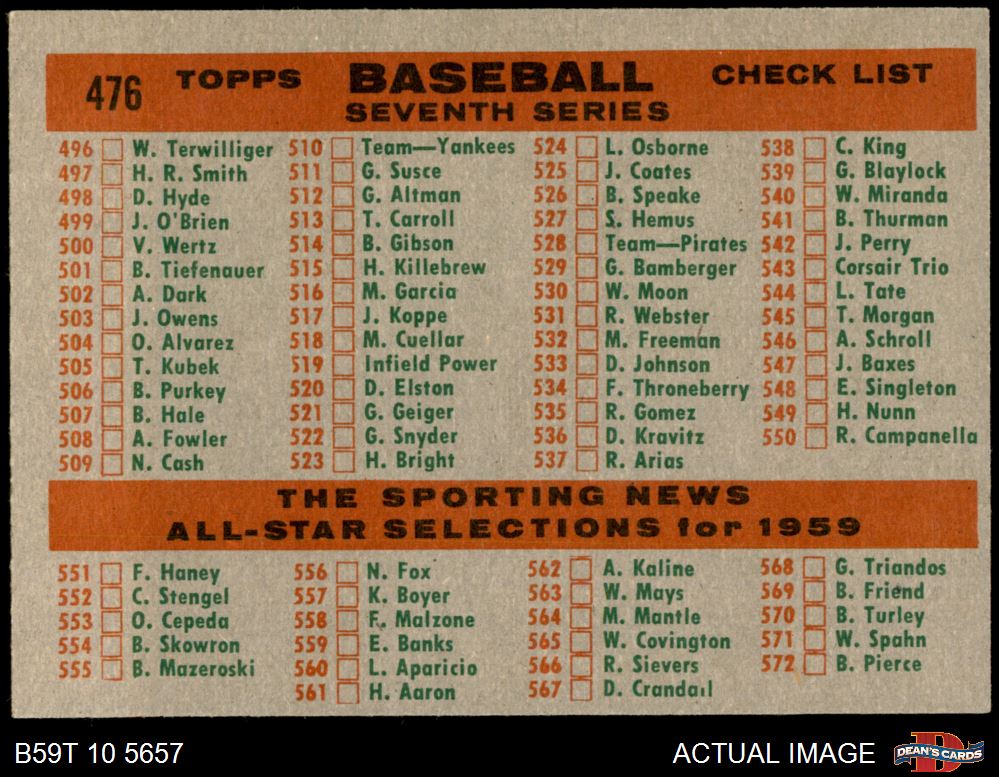 476 TOPPS BASEBALL CHECK LIST
SEVENTH SERIES
496 W. Terwilliger
497 H. R. Smith
498 D. Hyde
499 J. O'Brien
500 V. Wertz
501 B. Tiefenauer
502 A. Dark
503 J. Owens
504 O. Alvarez
505 T. Kubek
506 B. Purkey
507 B. Hale
508 A. Fowler
509 N. Cash
510 Team—Yankees
511 G. Susce
512 G. Altman
513 T. Carroll
514 B. Gibson
515 H. Killebrew
516 M. Garcia
517 J. Koppe
518 M. Cuellar
519 Infield Power
520 D. Elston
521 G. Geiger
522 G. Snyder
523 H. Bright
524 L. Osborne
525 J. Coates
526 B. Speake
527 S. Hemus
528 Team—Pirates
529 G. Bamberger
530 W. Moon
531 R. Webster
532 M. Freeman
533 D. Johnson
534 F. Throneberry
535 R. Gomez
536 D. Kravitz
537 R. Arias
538 C. King
539 G. Blaylock
540 W. Miranda
541 B. Thurman
542 J. Perry
543 Corsair Trio
544 L. Tate
545 T. Morgan
546 A. Schroll
547 J. Baxes
548 E. Singleton
549 H. Nunn
550 R. Campanella
THE SPORTING NEWS
ALL-STAR SELECTIONS for 1959
551 F. Haney
552 C. Stengel
553 O. Cepeda
554 B. Skowron
555 B. Mazeroski
556 N. Fox
557 K. Boyer
558 F. Malzone
559 E. Banks
560 L. Aparicio
561 H. Aaron
562 A. Kaline
563 W. Mays
564 M. Mantle
565 W. Covington
566 R. Sievers
567 D. Crandall
568 G. Triandos
569 B. Friend
570 B. Turley
571 W. Spahn
572 B. Pierce
B59T 10 5657
ACTUAL IMAGE
D
DEAN'S CARDS